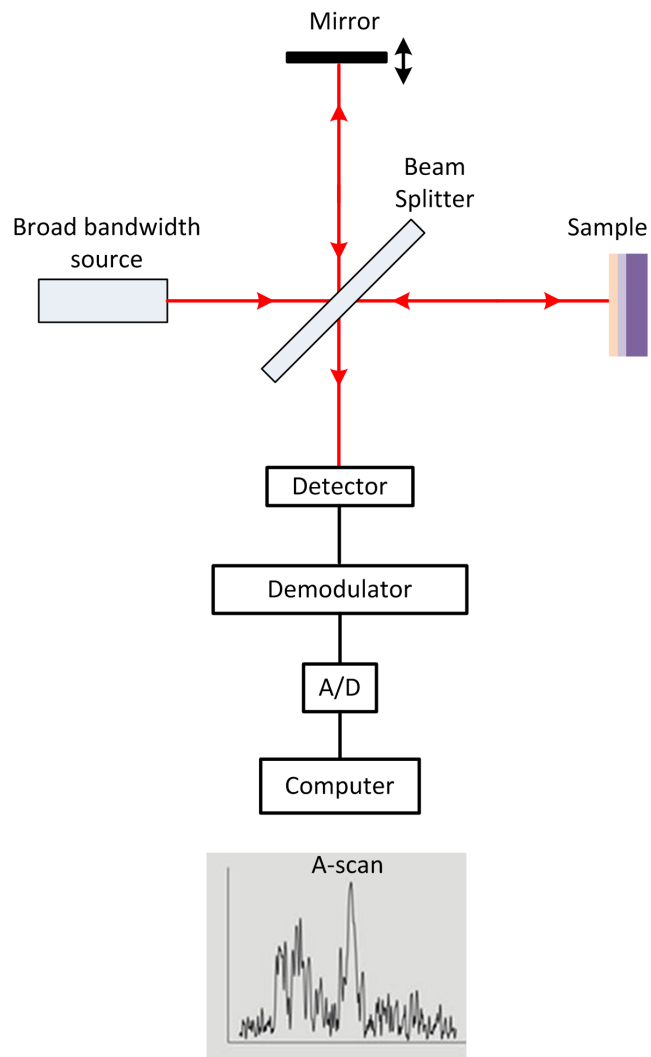 Mirror
Beam
Splitter
Broad bandwidth
source
Sample
Detector
Demodulator
A/D
Computer
A-scan